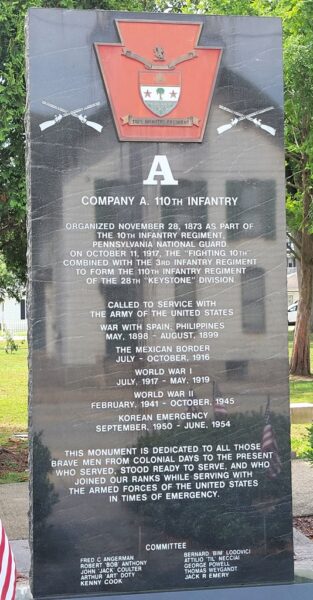 110TH INFANTRY REGIMENT
A
COMPANY A. 110TH INFANTRY
ORGANIZED NOVEMBER 28, 1873 AS PART OF
THE 10TH INFANTRY REGIMENT,
PENNSYLVANIA NATIONAL GUARD
ON OCTOBER 11, 1917, THE "FIGHTING 10TH"
COMBINED WITH THE 3RD INFANTRY REGIMENT
TO FORM THE 110TH INFANTRY REGIMENT
OF THE 28TH "KEYSTONE" DIVISION
CALLED TO SERVICE WITH
THE ARMY OF THE UNITED STATES
WAR WITH SPAIN; PHILIPPINES
MAY, 1898 - AUGUST, 1899
THE MEXICAN BORDER
JULY - OCTOBER, 1916
WORLD WAR I
JULY, 1917 - MAY, 1919
WORLD WAR II
FEBRUARY, 1941 - OCTOBER, 1945
KOREAN EMERGENCY
SEPTEMBER, 1950 - JUNE, 1954
THIS MONUMENT IS DEDICATED TO ALL THOSE
BRAVE MEN FROM COLONIAL DAYS TO THE PRESENT
WHO SERVED, STOOD READY TO SERVE, AND WHO
JOINED OUR RANKS WHILE SERVING WITH
THE ARMED FORCES OF THE UNITED STATES
IN TIMES OF EMERGENCY.
COMMITTEE
FRED C ANGERMAN
ROBERT 'BOB' ANTHONY
JOHN 'JACK' COULTER
ARTHUR 'ART' DOTY
KENNY COOK
BERNARD 'BIM' LODOVICI
ATTILIO 'TIL' NECCIAI
GEORGE POWELL
THOMAS WEYGANDT
JACK R EMERY